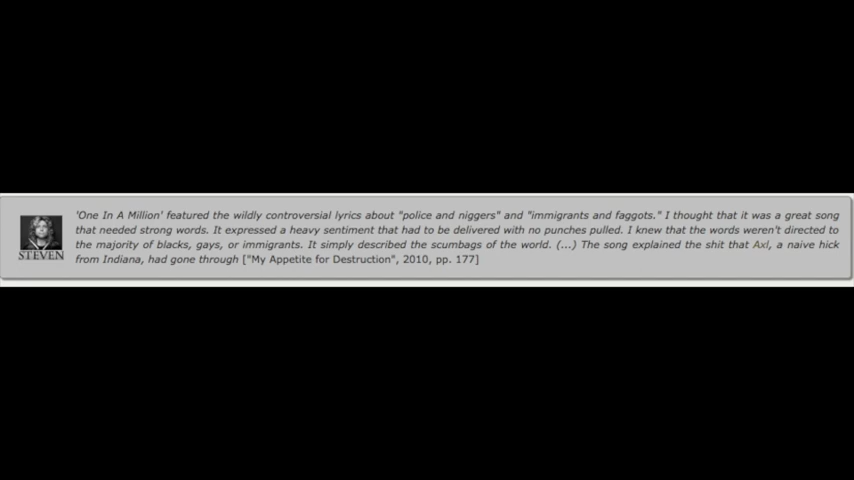 'One In A Million' featured the wildly controversial lyrics about "police and niggers" and "immigrants and faggots." I thought that it was a great song
that needed strong words. It expressed a heavy sentiment that had to be delivered with no punches pulled. I knew that the words weren't directed to
the majority of blacks, gays, or immigrants. It simply described the scumbags of the world. (...) The song explained the shit that Axl, a naive hick
from Indiana, had gone through ["My Appetite for Destruction", 2010, pp. 177]
STEVEN